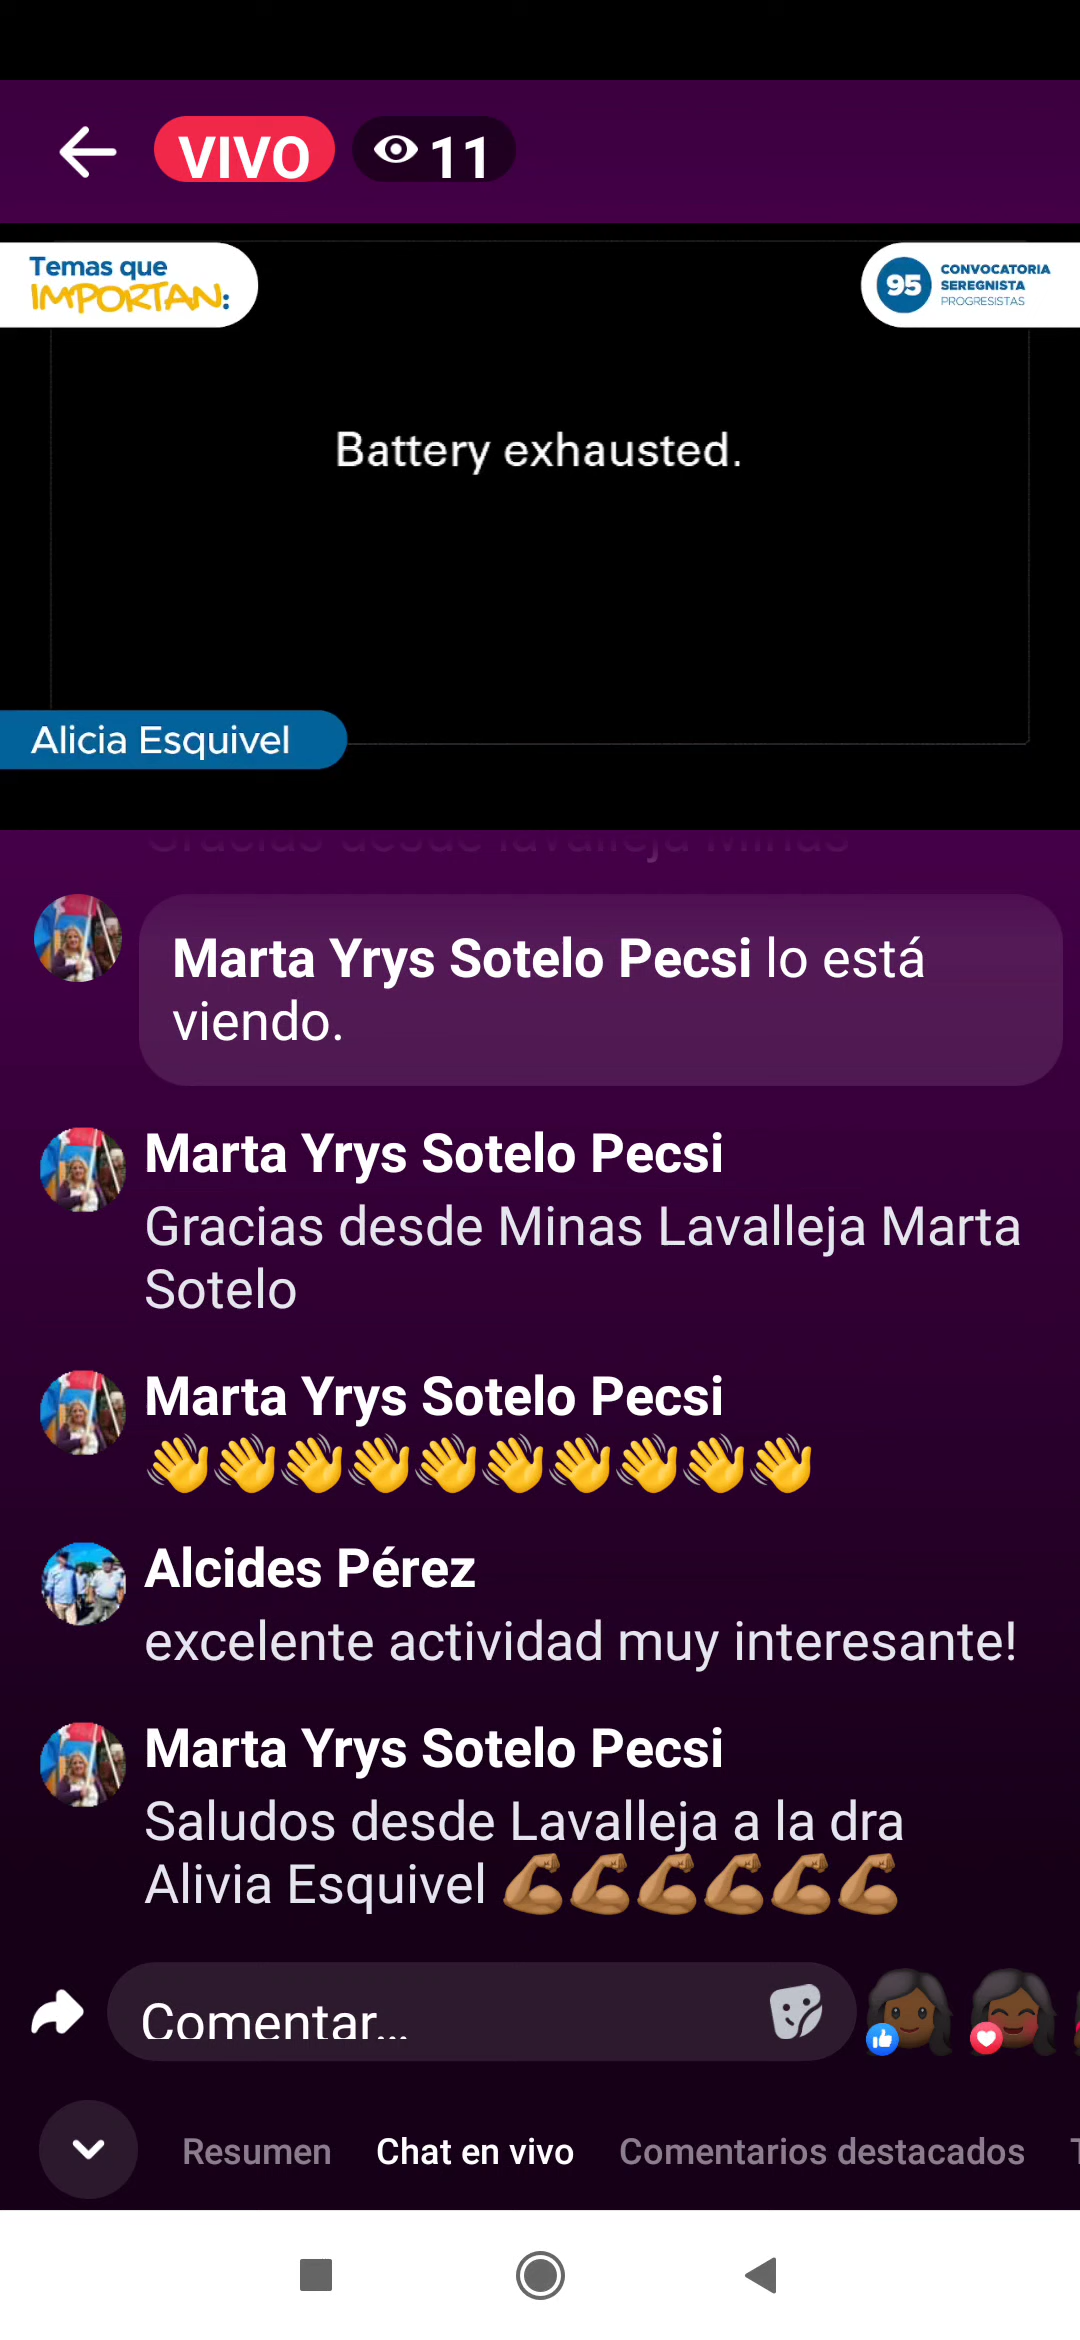 VIVO
11
Temas que
IMPORTAN:
95
CONVOCATORIA
SEREGNISTA
PROGRESISTAS
Battery exhausted.
Alicia Esquivel
Marta Yrys Sotelo Pecsi lo está
viendo.
Marta Yrys Sotelo Pecsi
Gracias desde Minas Lavalleja Marta
Sotelo
Marta Yrys Sotelo Pecsi
👋👋👋👋👋👋👋👋👋👋
Alcides Pérez
excelente actividad muy interesante!
Marta Yrys Sotelo Pecsi
Saludos desde Lavalleja a la dra
Alivia Esquivel 💪🏽💪🏽💪🏽💪🏽💪🏽💪🏽
Comentar...
Resumen Chat en vivo Comentarios destacados